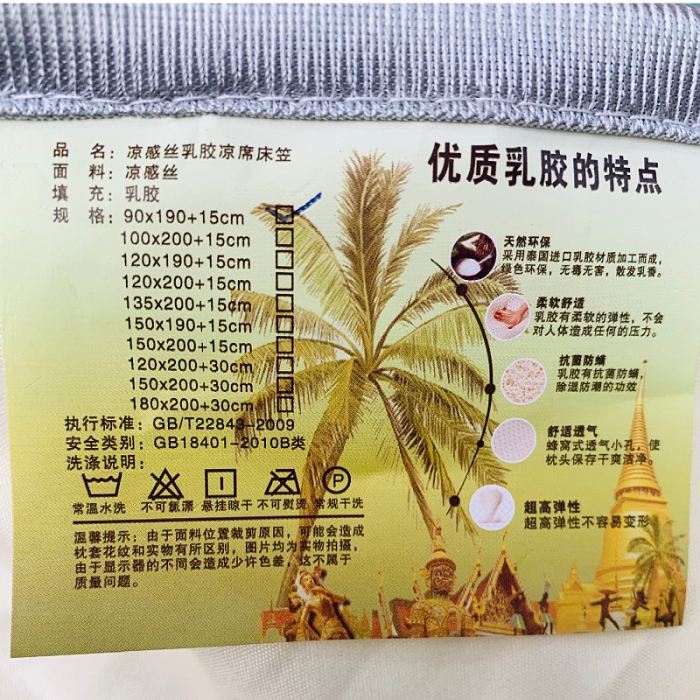 品 名：凉感丝乳胶凉席床笠
面 料：凉感丝
填 充：乳胶
规 格：90x190+15cm
100x200+15cm
120x190+15cm
120x200+15cm
135x200+15cm
150x190+15cm
150x200+15cm
120x200+30cm
150x200+30cm
180x200+30cm
执行标准：GB/T22843-2009
安全类别：GB18401-2010B类
洗涤说明：
常温水洗 不可氯漂 悬挂晾干 不可熨烫 常规干洗
P
温馨提示：由于面料位置裁剪原因，可能会造成
枕套花纹和实物有所区别，图片均为实物拍摄，
由于显示器的不同会造成少许色差，这不属于
质量问题。
优质乳胶的特点
天然环保
采用泰国进口乳胶材质加工而成，
绿色环保，无毒无害，散发乳香。
柔软舒适
乳胶有柔软的弹性，不会
对人体造成任何的压力。
抗菌防螨
乳胶有抗菌防螨，
除湿防潮的功效
舒适透气
蜂窝式透气小孔，使
枕头保存干爽洁净。
超高弹性
超高弹性不容易变形